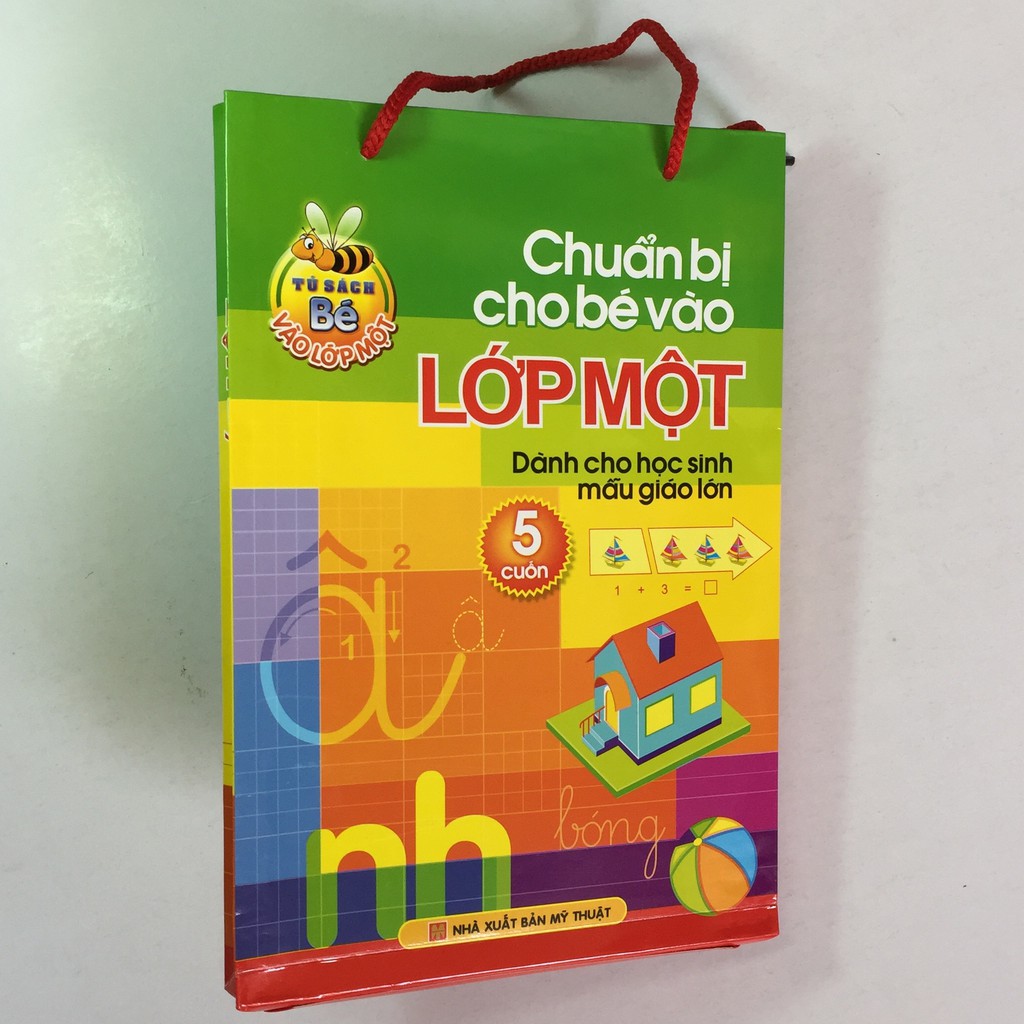 TỦ SÁCH
Bé
VÀO LỚP MỘT
Chuẩn bị
cho bé vào
LỚP MỘT
Dành cho học sinh
mẫu giáo lớn
5
cuốn
1 + 3 = □
â
2
1
â
nh
bóng
NHÀ XUẤT BẢN MỸ THUẬT